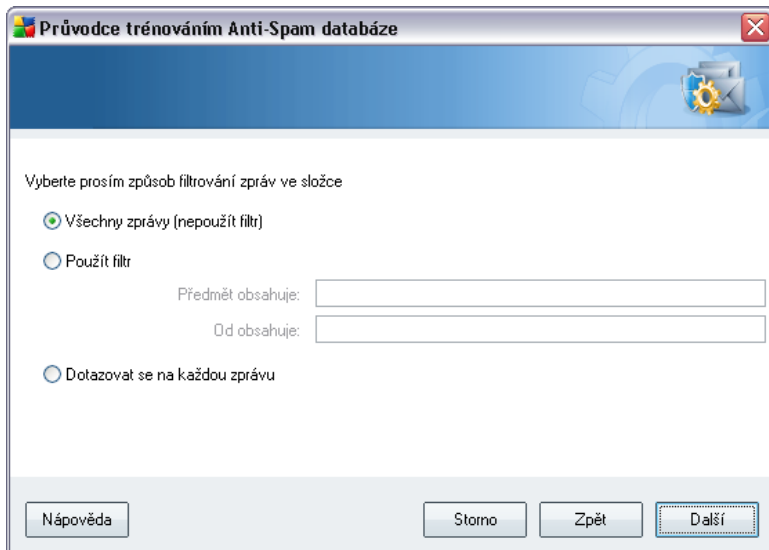 Průvodce trénováním Anti-Spam databáze
Vyberte prosím způsob filtrování zpráv ve složce
Všechny zprávy (nepoužít filtr)
Použít filtr
Předmět obsahuje:
Od obsahuje:
Dotazovat se na každou zprávu
Nápověda
Storno
Zpět
Další